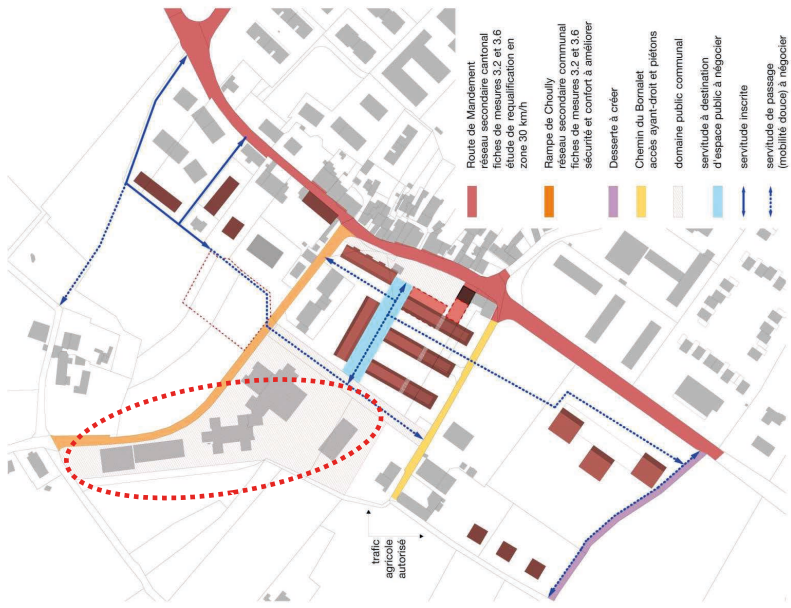 Route de Mandement
réseau secondaire cantonal
fiches de mesures 3.2 et 3.6
étude de requalification en
zone 30 km/h
Rampe de Chouilly
réseau secondaire communal
fiches de mesures 3.2 et 3.6
sécurité et confort à améliorer
Desserte à créer
Chemin du Bornalet
accès ayant-droit et piétons
domaine public communal
servitude à destination
d'espace public à négocier
servitude inscrite
servitude de passage
(mobilité douce) à négocier
trafic
agricole
autorisé